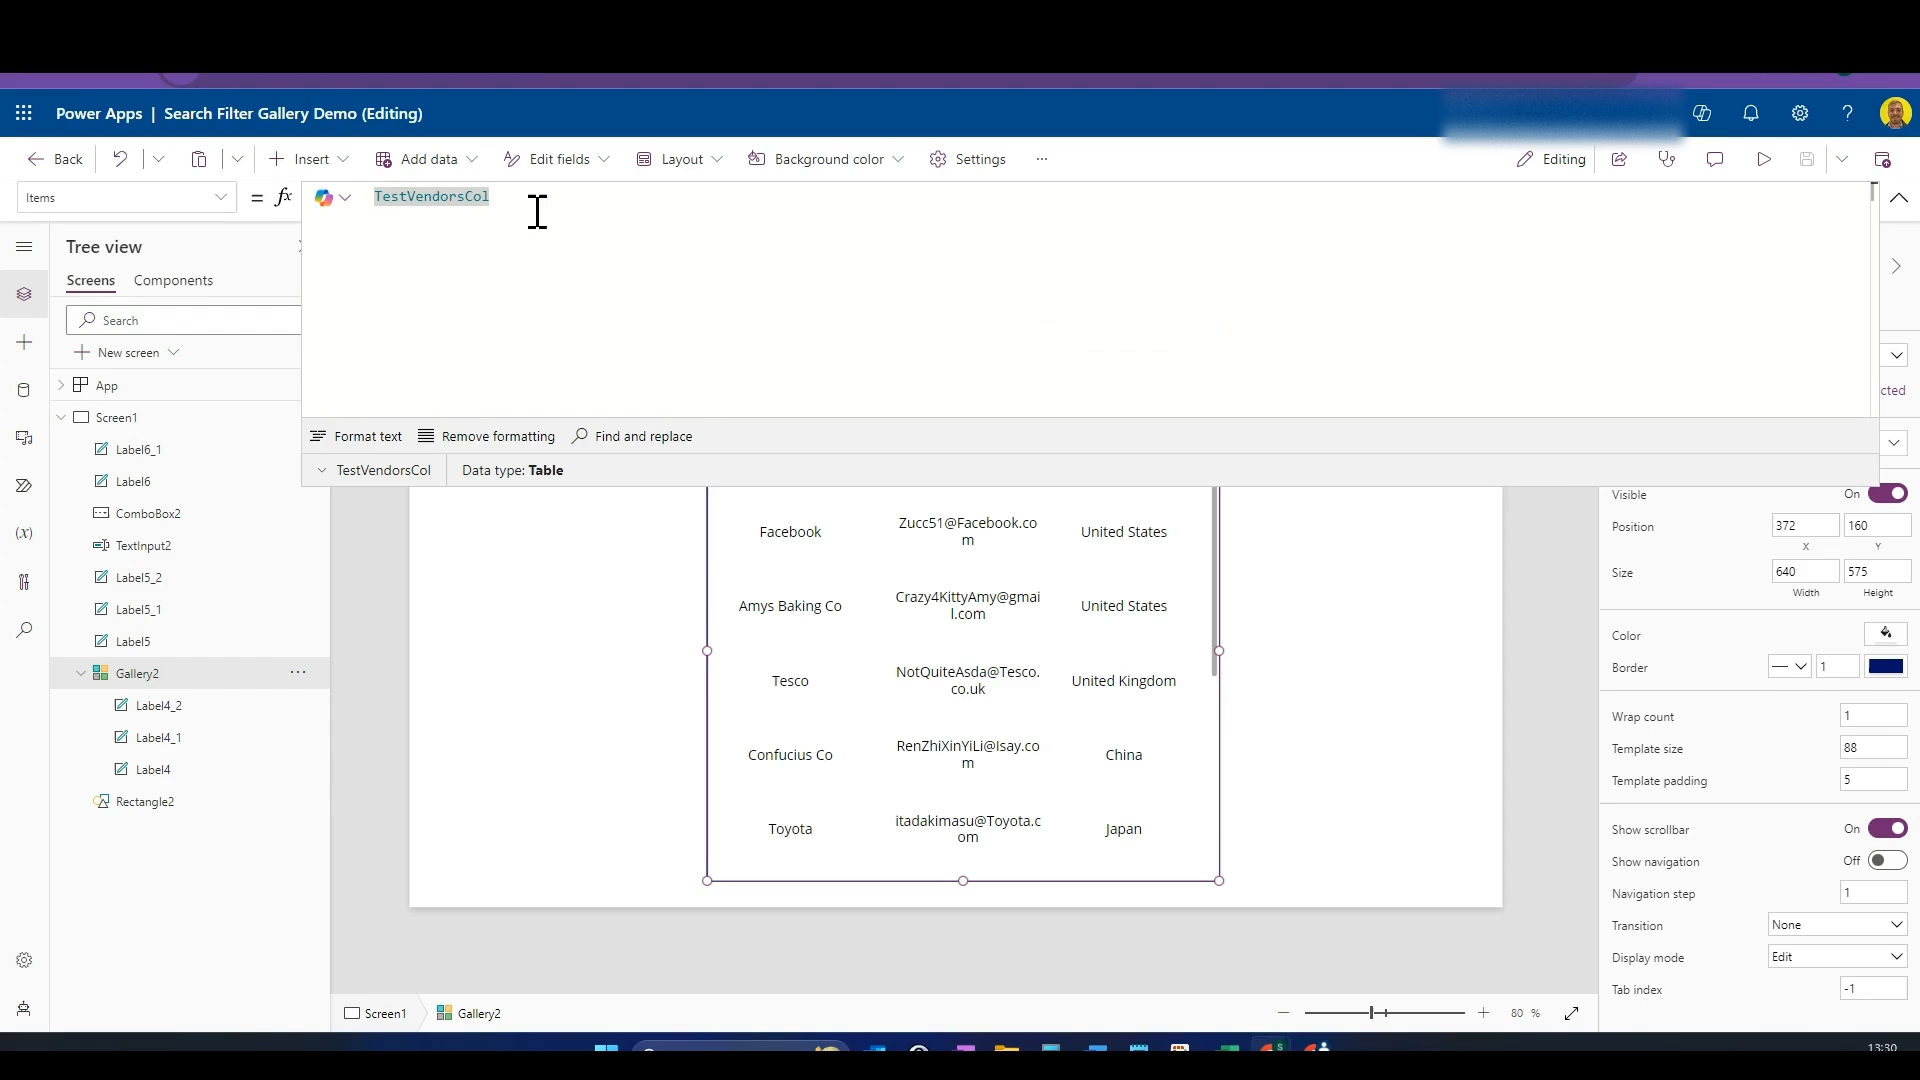 Power Apps | Search Filter Gallery Demo (Editing)
Back
Insert
Add data
Edit fields
Layout
Background color
Settings
Editing
Items
= fx
TestVendorsCol
Tree view
Screens
Components
Search
New screen
App
Screen1
Label6_1
Label6
ComboBox2
TextInput2
Label5_2
Label5_1
Label5
Gallery2
Label4_2
Label4_1
Label4
Rectangle2
Format text
Remove formatting
Find and replace
TestVendorsCol
Data type: Table
Facebook
Zucc51@Facebook.co
m
United States
Amys Baking Co
Crazy4KittyAmy@gmai
l.com
United States
Tesco
NotQuiteAsda@Tesco.
co.uk
United Kingdom
Confucius Co
RenZhiXinYiLi@Isay.co
m
China
Toyota
itadakimasu@Toyota.c
om
Japan
cted
Visible
On
Position
372
160
X
Y
Size
640
575
Width
Height
Color
Border
1
Wrap count
1
Template size
88
Template padding
5
Show scrollbar
On
Show navigation
Off
Navigation step
1
Transition
None
Display mode
Edit
Tab index
-1
Screen1
Gallery2
80 %
13:30